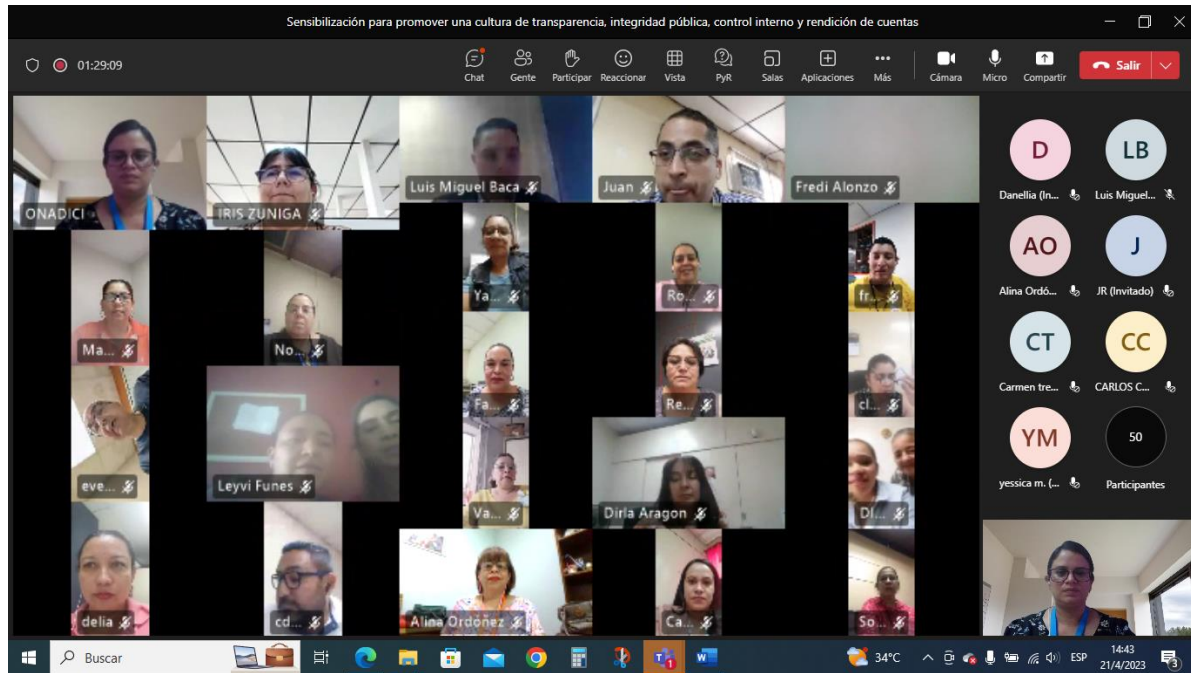 Sensibilización para promover una cultura de transparencia, integridad pública, control interno y rendición de cuentas
01:29:09
Chat
Gente
Participar
Reaccionar
Vista
PyR
Salas
Aplicaciones
Más
Cámara
Micro
Compartir
Salir
ONADICI
IRIS ZUNIGA
Luis Miguel Baca
Juan
Fredi Alonzo
Ya...
Ro...
fr...
Ma...
No...
Fa...
Re...
cl...
eve...
Leyvi Funes
Va...
Dirla Aragon
DI...
delia
cd...
Alina Ordoñez
Ca...
So...
D
LB
Danellia (In...
Luis Miguel...
AO
J
Alina Ordó...
JR (Invitado)
CT
CC
Carmen tre...
CARLOS C...
YM
50
yessica m. (...
Participantes
Buscar
34°C
ESP
14:43
21/4/2023
3